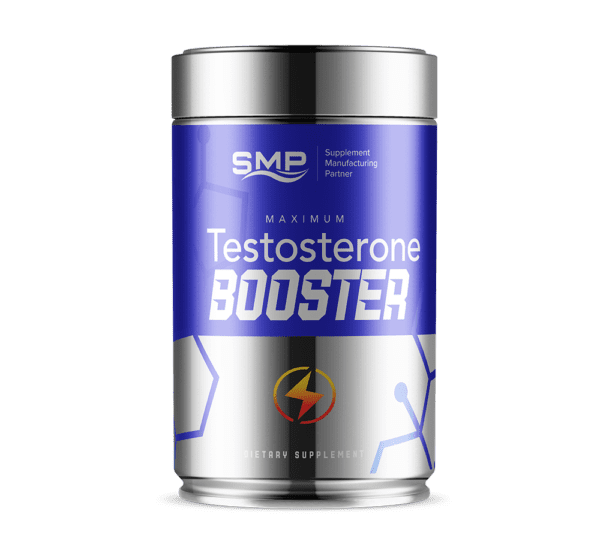 SMP
Supplement
Manufacturing
Partner
MAXIMUM
Testosterone
BOOSTER
DIETARY SUPPLEMENT